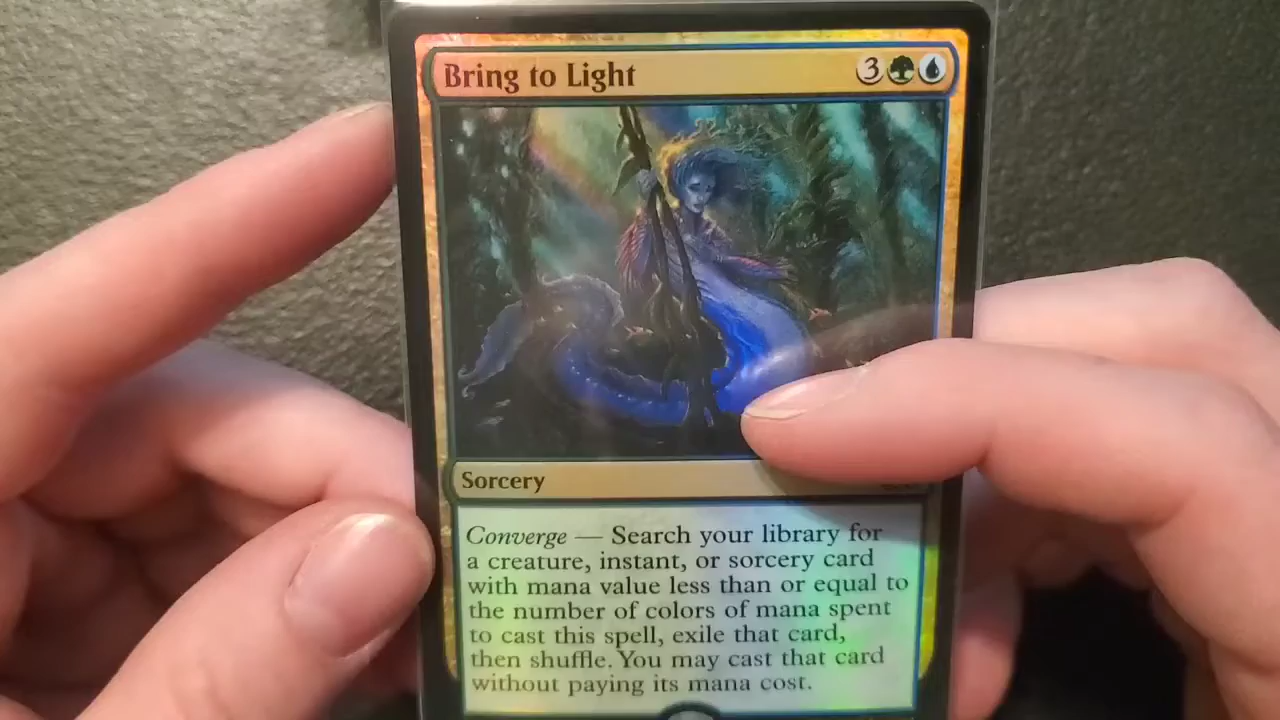 Bring to Light 3
Sorcery
Converge — Search your library for
a creature, instant, or sorcery card
with mana value less than or equal to
the number of colors of mana spent
to cast this spell, exile that card,
then shuffle. You may cast that card
without paying its mana cost.